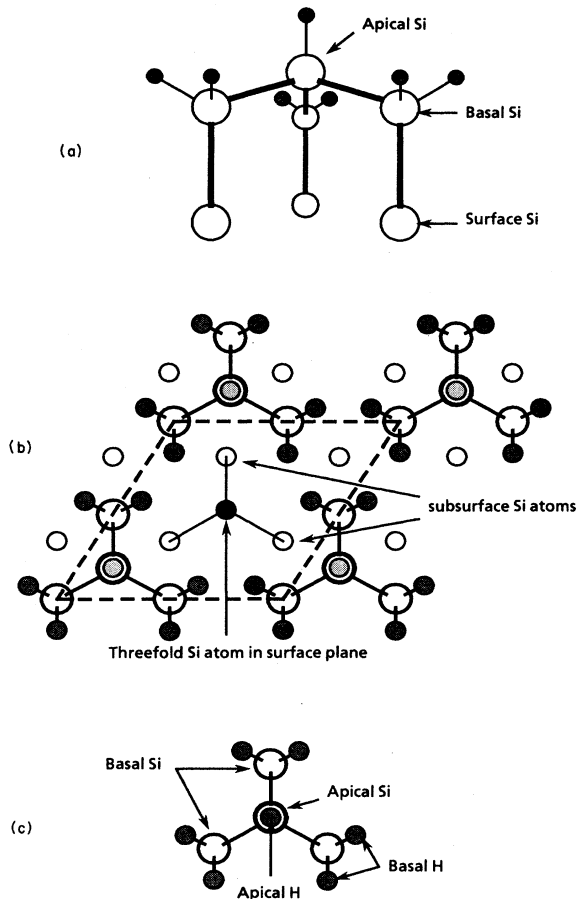 Apical Si
Basal Si
(a)
Surface Si
(b)
subsurface Si atoms
Threefold Si atom in surface plane
Basal Si
Apical Si
(c)
Basal H
Apical H